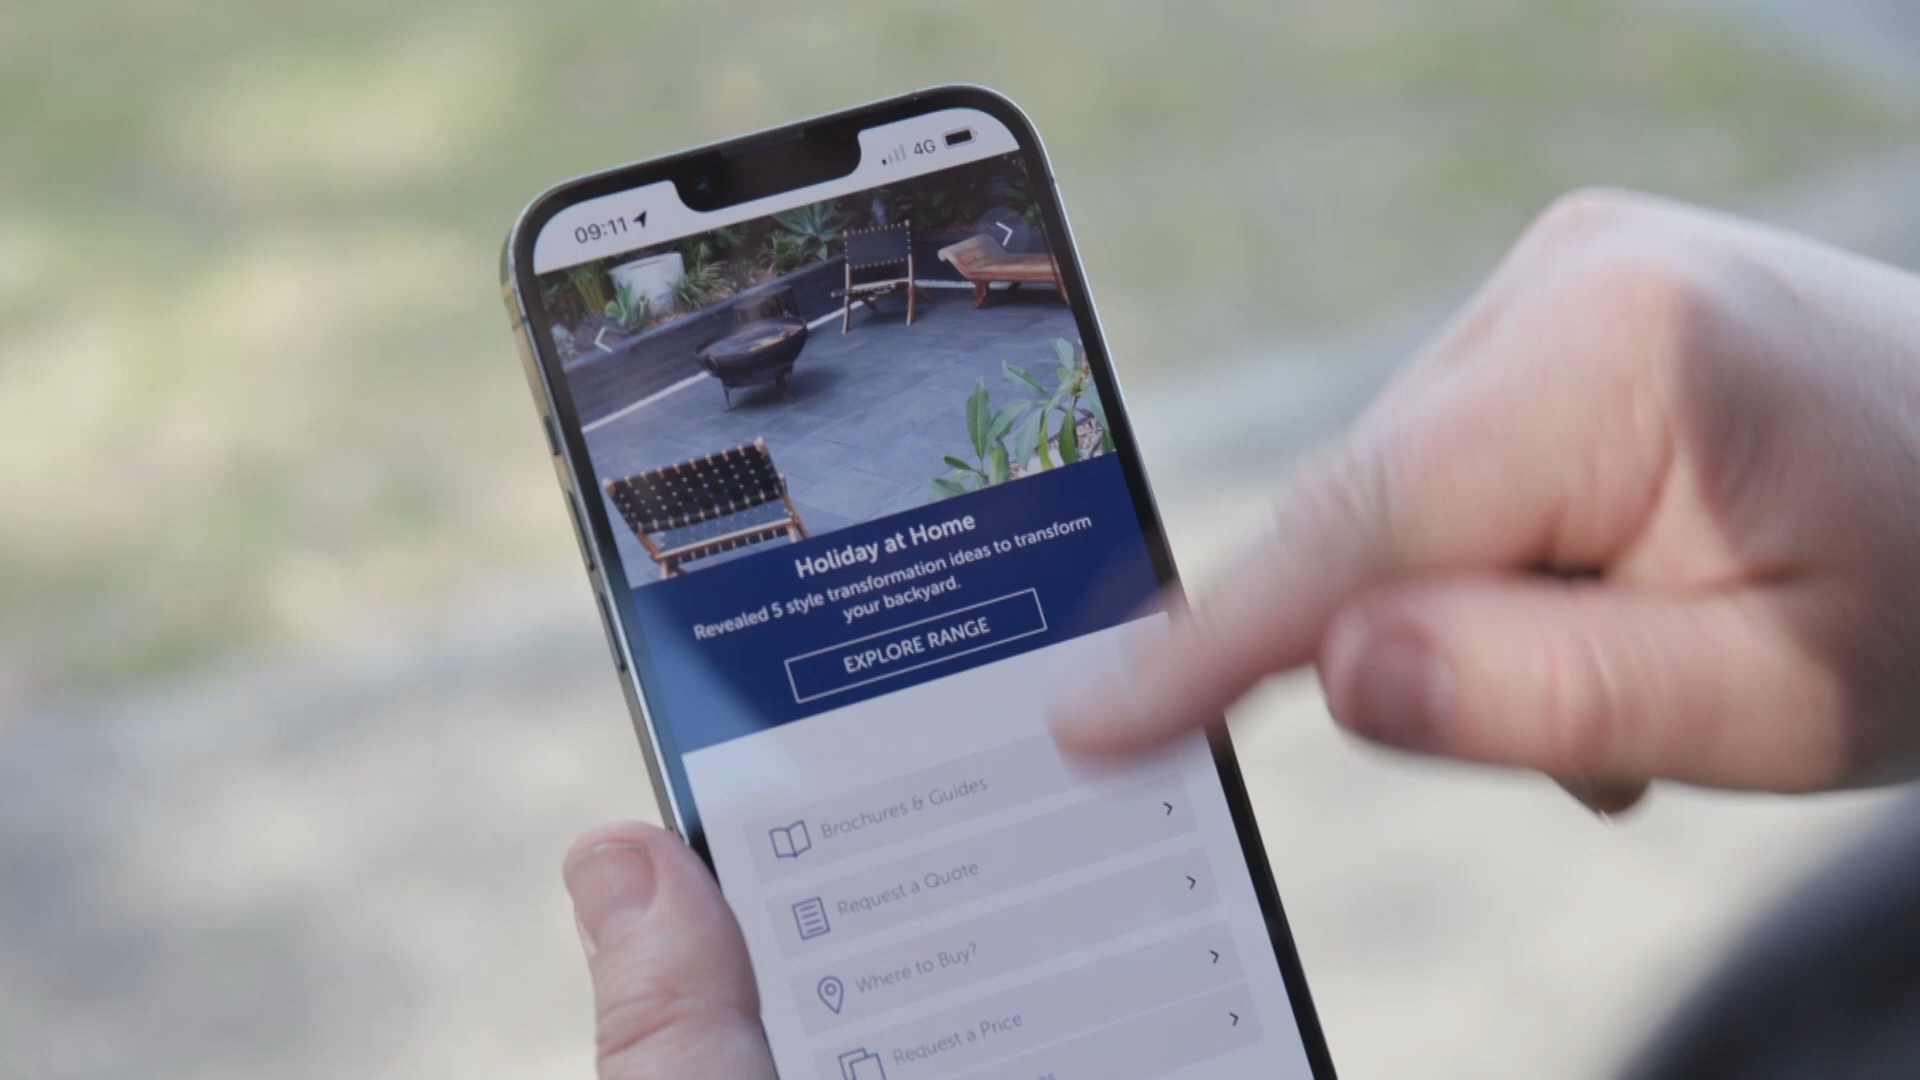 09:11
4G
Holiday at Home
Revealed 5 style transformation ideas to transform
your backyard.
EXPLORE RANGE
Brochures & Guides
Request a Quote
Where to Buy?
Request a Price